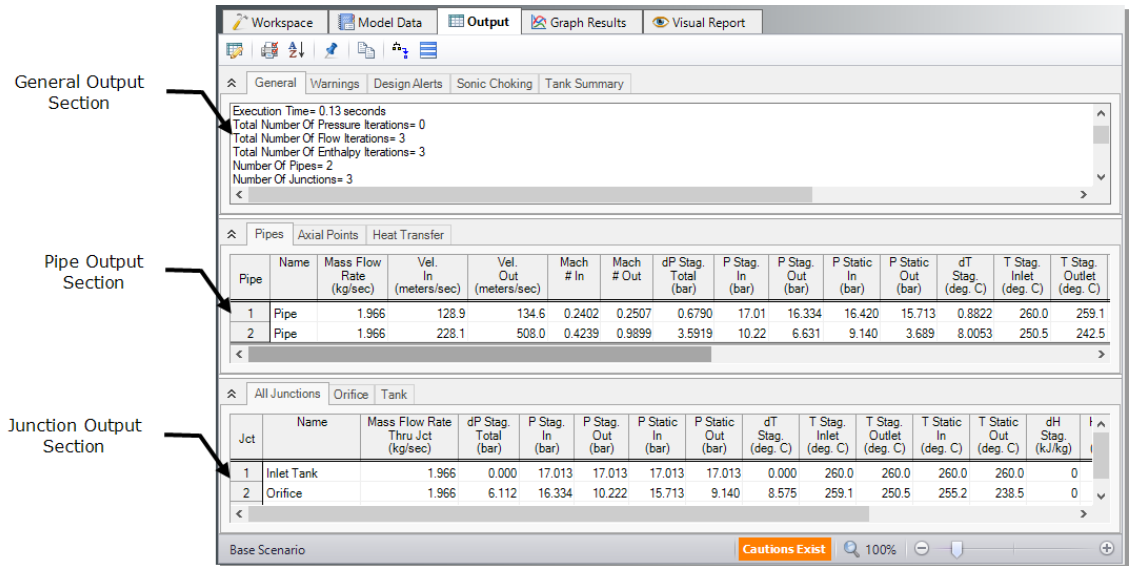 Workspace Model Data Output Graph Results Visual Report
General Output
Section
General Warnings Design Alerts Sonic Choking Tank Summary
Execution Time= 0.13 seconds
Total Number Of Pressure Iterations= 0
Total Number Of Flow Iterations= 3
Total Number Of Enthalpy Iterations= 3
Number Of Pipes= 2
Number Of Junctions= 3
Pipe Output
Section
Pipes Axial Points Heat Transfer
Pipe Name Mass Flow Rate (kg/sec) Vel. In (meters/sec) Vel. Out (meters/sec) Mach # In Mach # Out dP Stag. Total (bar) P Stag. In (bar) P Stag. Out (bar) P Static In (bar) P Static Out (bar) dT Stag. (deg. C) T Stag. Inlet (deg. C) T Stag. Outlet (deg. C)
1 Pipe 1.966 128.9 134.6 0.2402 0.2507 0.6790 17.01 16.334 16.420 15.713 0.8822 260.0 259.1
2 Pipe 1.966 228.1 508.0 0.4239 0.9899 3.5919 10.22 6.631 9.140 3.689 8.0053 250.5 242.5
Junction Output
Section
All Junctions Orifice Tank
Jct Name Mass Flow Rate Thru Jct (kg/sec) dP Stag. Total (bar) P Stag. In (bar) P Stag. Out (bar) P Static In (bar) P Static Out (bar) dT Stag. (deg. C) T Stag. Inlet (deg. C) T Stag. Outlet (deg. C) T Static In (deg. C) T Static Out (deg. C) dH Stag. (kJ/kg)
1 Inlet Tank 1.966 0.000 17.013 17.013 17.013 17.013 0.000 260.0 260.0 260.0 260.0 0
2 Orifice 1.966 6.112 16.334 10.222 15.713 9.140 8.575 259.1 250.5 255.2 238.5 0
Base Scenario Cautions Exist 100%